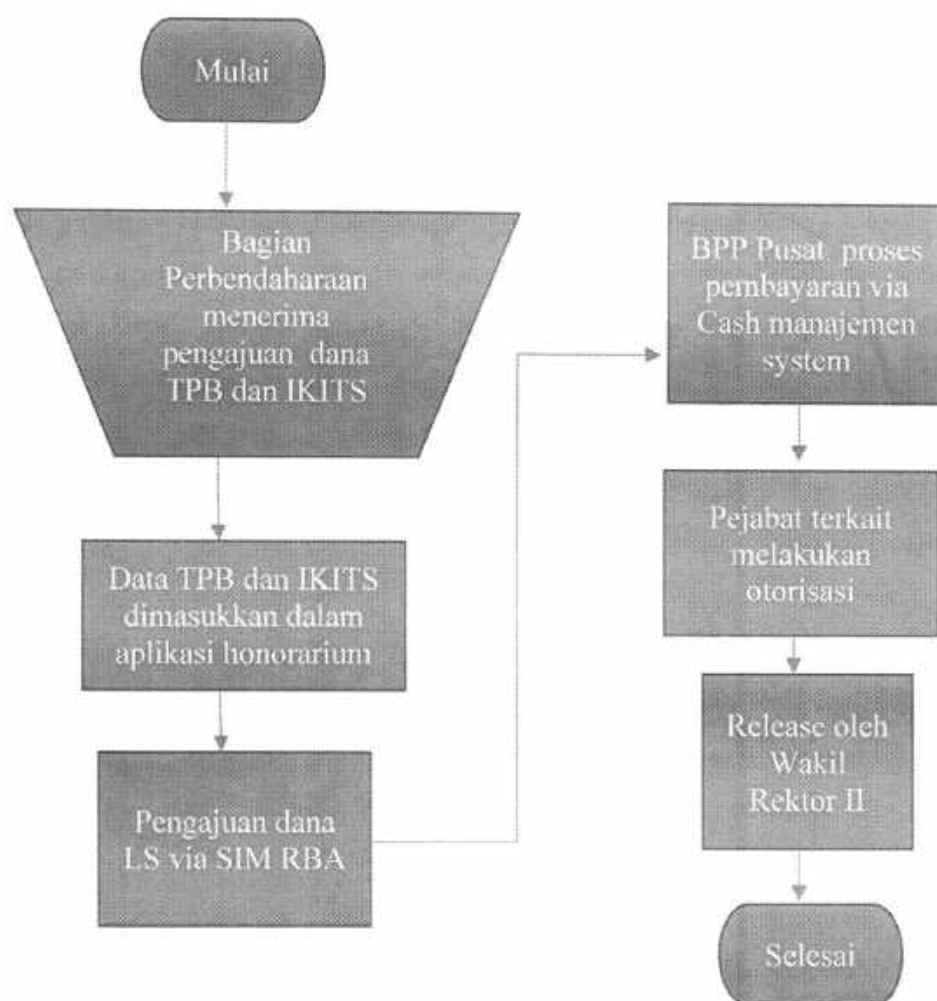 Mulai
Bagian
Perbendaharaan
menerima
pengajuan dana
TPB dan IKITS
Data TPB dan IKITS
dimasukkan dalam
aplikasi honorarium
Pengajuan dana
LS via SIM RBA
BPP Pusat proses
pembayaran via
Cash manajemen
system
Pejabat terkait
melakukan
otorisasi
Release oleh
Wakil
Rektor II
Selesai